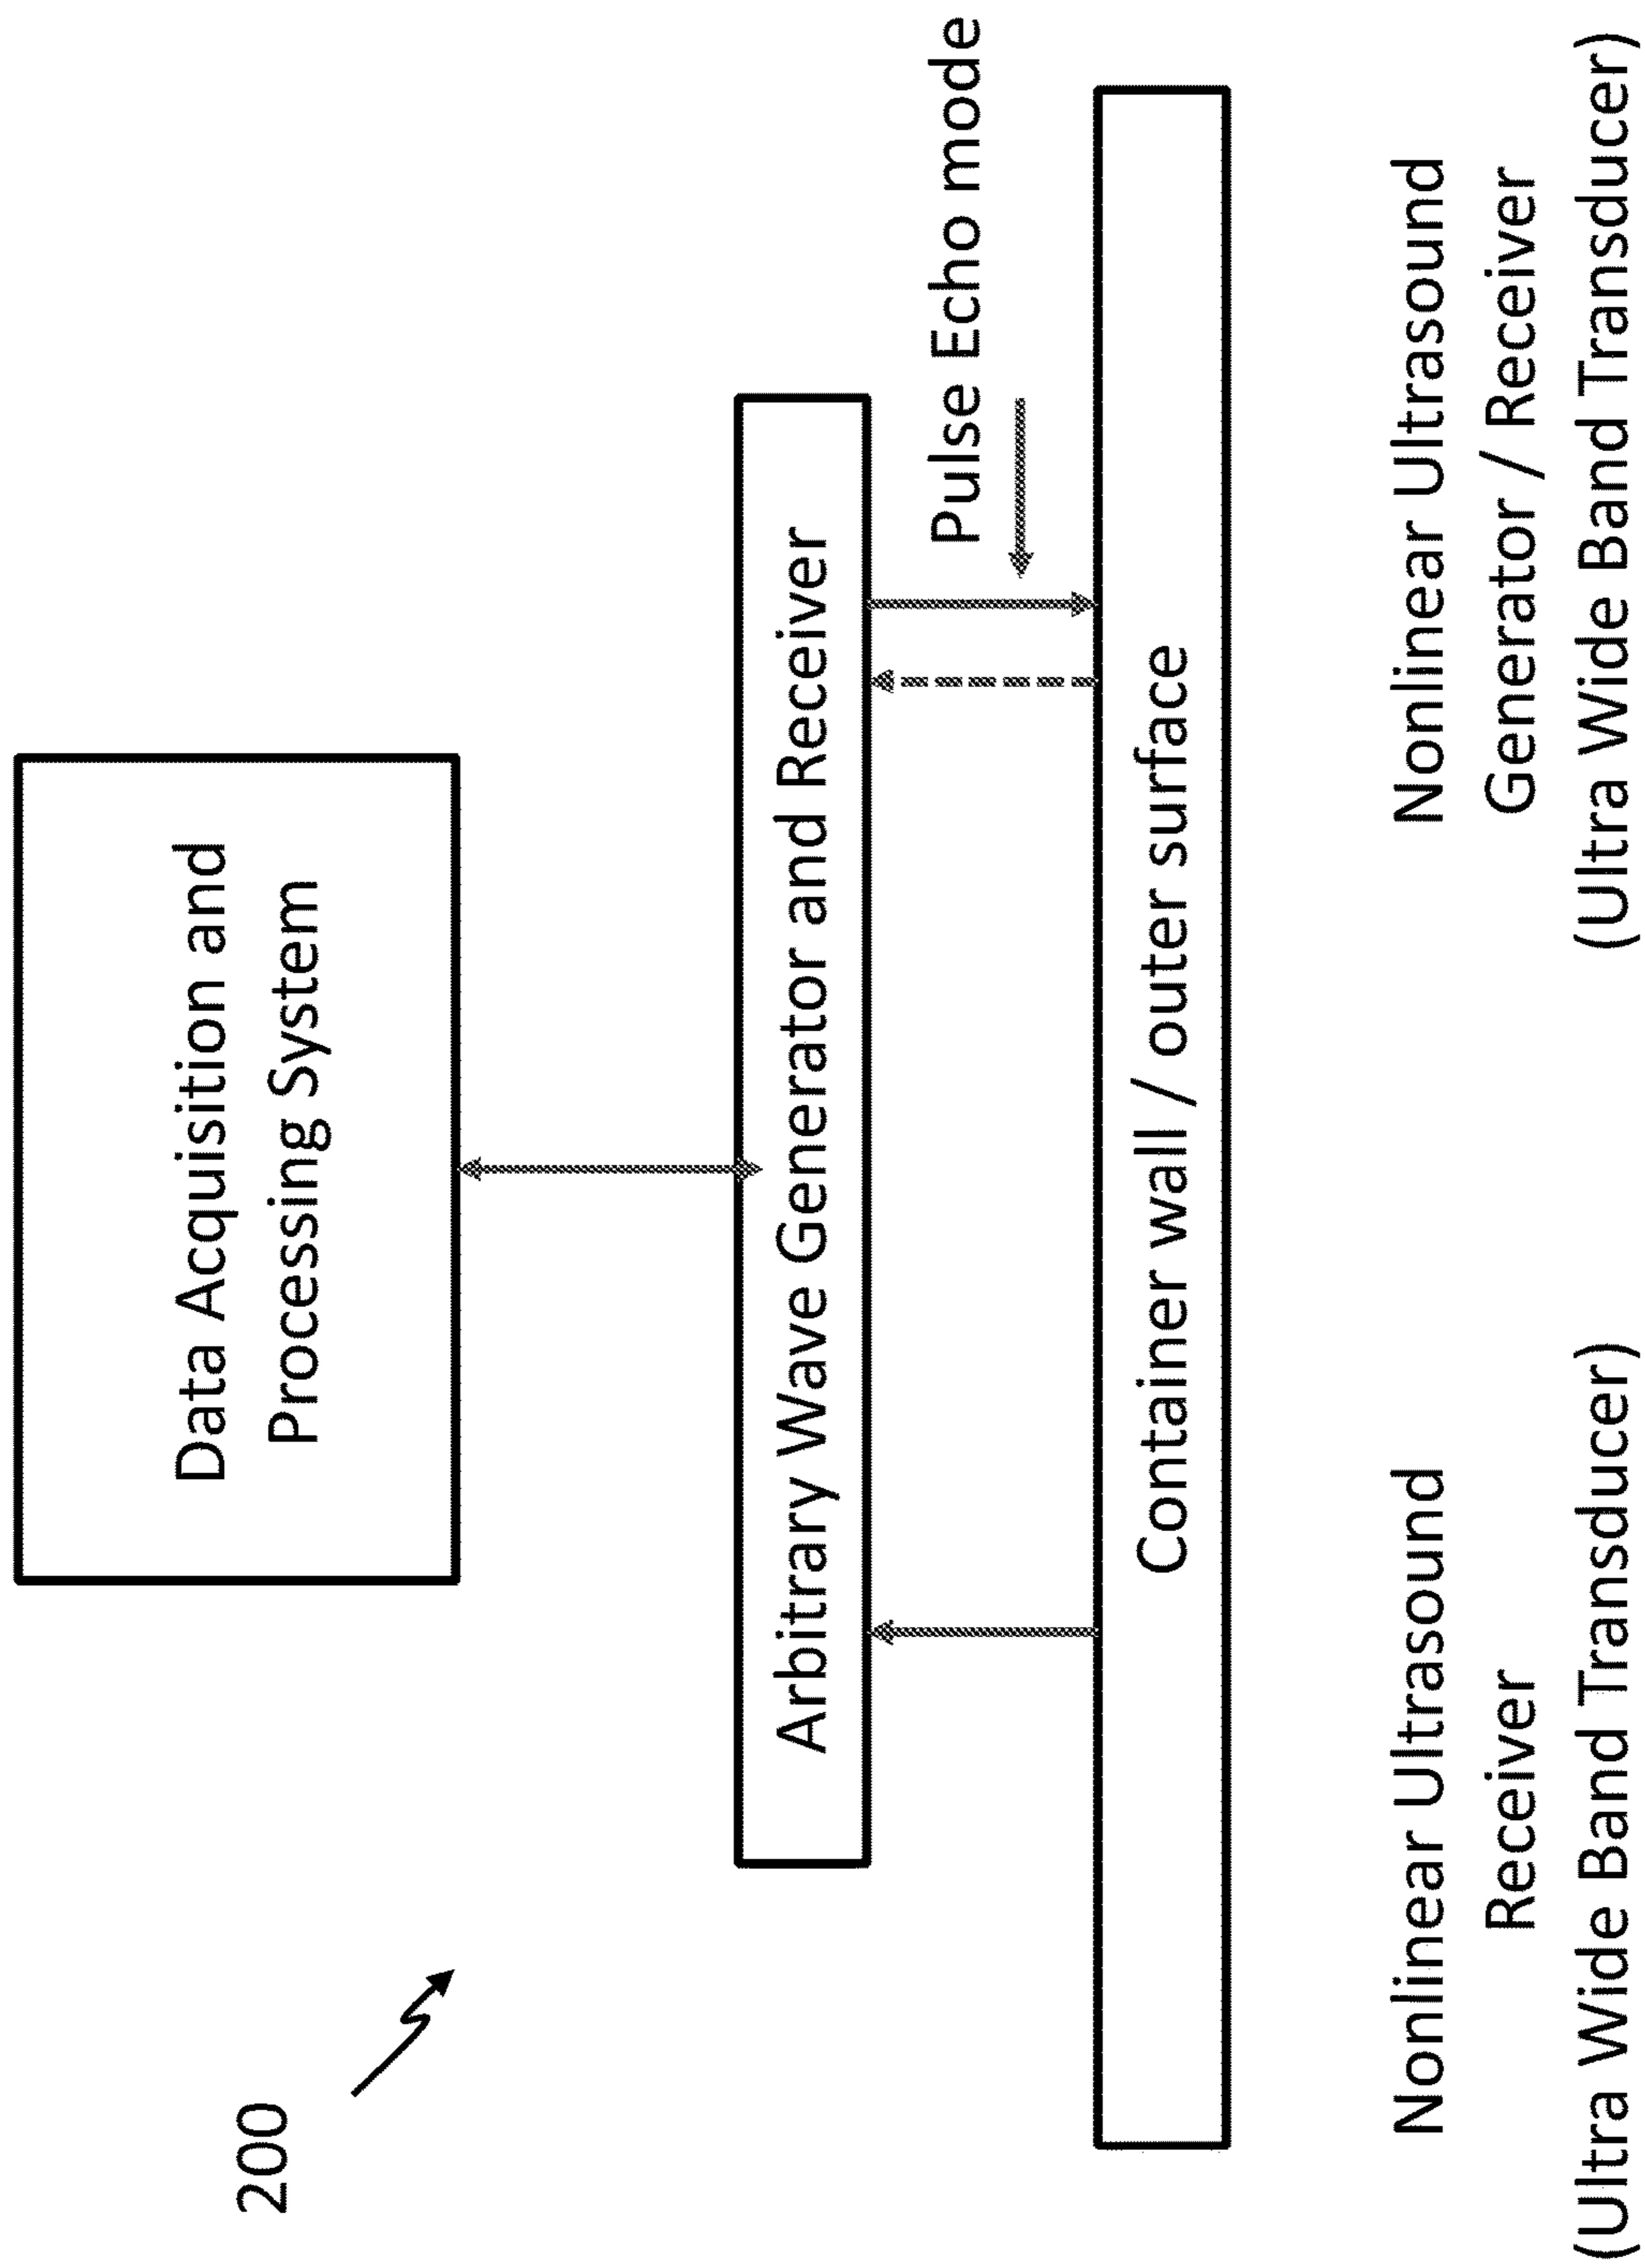 200
Data Acquisition and
Processing System
Arbitrary Wave Generator and Receiver
Pulse Echo mode
Container wall / outer surface
Nonlinear Ultrasound
Receiver
(Ultra Wide Band Transducer)
Nonlinear Ultrasound
Generator / Receiver
(Ultra Wide Band Transducer)